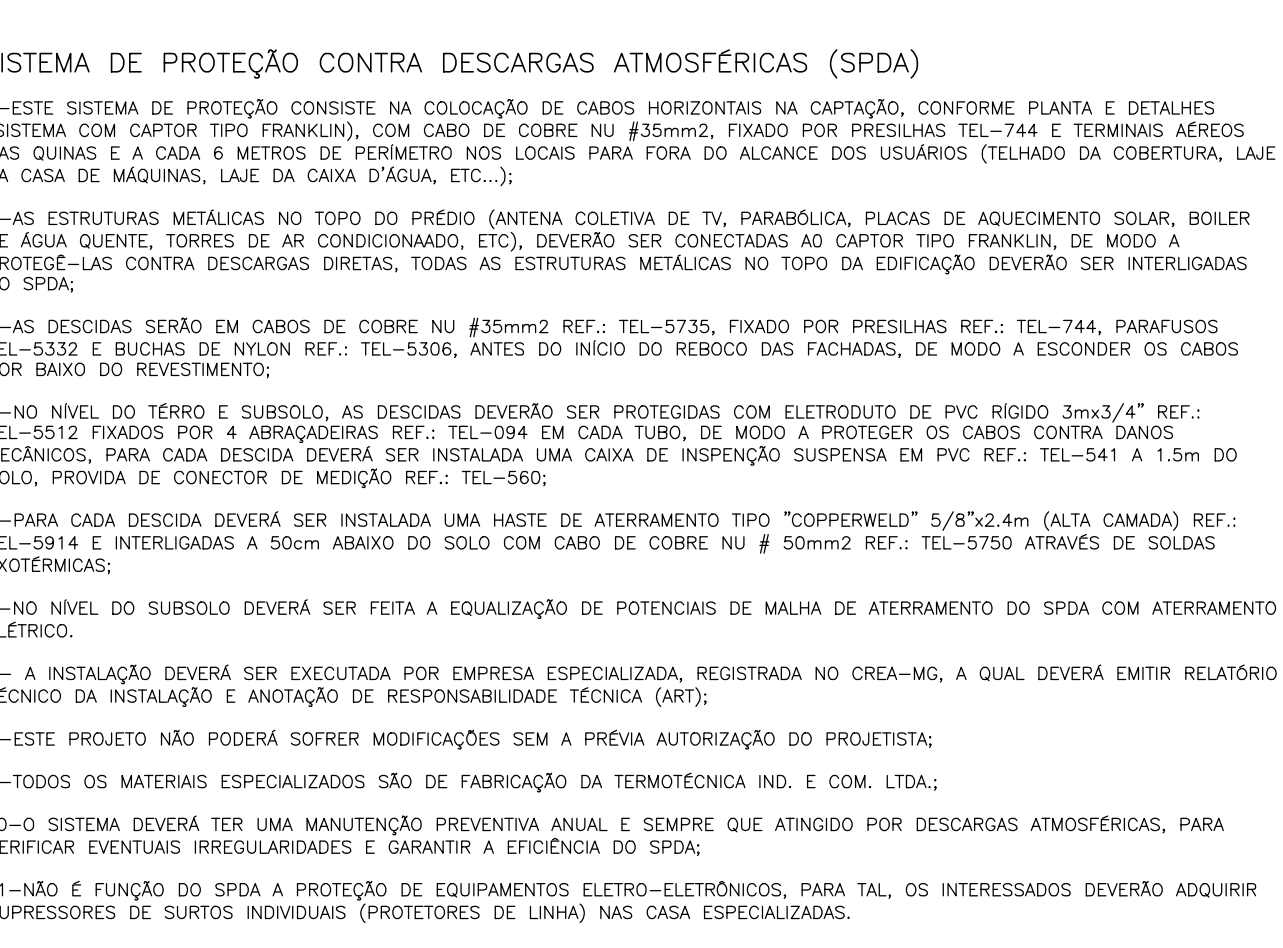 ISTEMA DE PROTEÇÃO CONTRA DESCARGAS ATMOSFÉRICAS (SPDA)
–ESTE SISTEMA DE PROTEÇÃO CONSISTE NA COLOCAÇÃO DE CABOS HORIZONTAIS NA CAPTAÇÃO, CONFORME PLANTA E DETALHES
SISTEMA COM CAPTOR TIPO FRANKLIN), COM CABO DE COBRE NU #35mm2, FIXADO POR PRESILHAS TEL–744 E TERMINAIS AÉREOS
AS QUINAS E A CADA 6 METROS DE PERÍMETRO NOS LOCAIS PARA FORA DO ALCANCE DOS USUÁRIOS (TELHADO DA COBERTURA, LAJE
A CASA DE MÁQUINAS, LAJE DA CAIXA D'ÁGUA, ETC...);
–AS ESTRUTURAS METÁLICAS NO TOPO DO PRÉDIO (ANTENA COLETIVA DE TV, PARABÓLICA, PLACAS DE AQUECIMENTO SOLAR, BOILER
E ÁGUA QUENTE, TORRES DE AR CONDICIONAADO, ETC), DEVERÃO SER CONECTADAS A0 CAPTOR TIPO FRANKLIN, DE MODO A
ROTEGÊ–LAS CONTRA DESCARGAS DIRETAS, TODAS AS ESTRUTURAS METÁLICAS NO TOPO DA EDIFICAÇÃO DEVERÃO SER INTERLIGADAS
O SPDA;
–AS DESCIDAS SERÃO EM CABOS DE COBRE NU #35mm2 REF.: TEL–5735, FIXADO POR PRESILHAS REF.: TEL–744, PARAFUSOS
EL–5332 E BUCHAS DE NYLON REF.: TEL–5306, ANTES DO INÍCIO DO REBOCO DAS FACHADAS, DE MODO A ESCONDER OS CABOS
OR BAIXO DO REVESTIMENTO;
–NO NÍVEL DO TÉRRO E SUBSOLO, AS DESCIDAS DEVERÃO SER PROTEGIDAS COM ELETRODUTO DE PVC RÍGIDO 3mx3/4" REF.:
EL–5512 FIXADOS POR 4 ABRAÇADEIRAS REF.: TEL–094 EM CADA TUBO, DE MODO A PROTEGER OS CABOS CONTRA DANOS
ECÂNICOS, PARA CADA DESCIDA DEVERÁ SER INSTALADA UMA CAIXA DE INSPENÇÃO SUSPENSA EM PVC REF.: TEL–541 A 1.5m DO
OLO, PROVIDA DE CONECTOR DE MEDIÇÃO REF.: TEL–560;
–PARA CADA DESCIDA DEVERÁ SER INSTALADA UMA HASTE DE ATERRAMENTO TIPO "COPPERWELD" 5/8"x2.4m (ALTA CAMADA) REF.:
EL–5914 E INTERLIGADAS A 50cm ABAIXO DO SOLO COM CABO DE COBRE NU # 50mm2 REF.: TEL–5750 ATRAVÉS DE SOLDAS
XOTÉRMICAS;
–NO NÍVEL DO SUBSOLO DEVERÁ SER FEITA A EQUALIZAÇÃO DE POTENCIAIS DE MALHA DE ATERRAMENTO DO SPDA COM ATERRAMENTO
LÉTRICO.
– A INSTALAÇÃO DEVERÁ SER EXECUTADA POR EMPRESA ESPECIALIZADA, REGISTRADA NO CREA–MG, A QUAL DEVERÁ EMITIR RELATÓRIO
ÉCNICO DA INSTALAÇÃO E ANOTAÇÃO DE RESPONSABILIDADE TÉCNICA (ART);
–ESTE PROJETO NÃO PODERÁ SOFRER MODIFICAÇÕES SEM A PRÉVIA AUTORIZAÇÃO DO PROJETISTA;
–TODOS OS MATERIAIS ESPECIALIZADOS SÃO DE FABRICAÇÃO DA TERMOTÉCNICA IND. E COM. LTDA.;
0–O SISTEMA DEVERÁ TER UMA MANUTENÇÃO PREVENTIVA ANUAL E SEMPRE QUE ATINGIDO POR DESCARGAS ATMOSFÉRICAS, PARA
ERIFICAR EVENTUAIS IRREGULARIDADES E GARANTIR A EFICIÊNCIA DO SPDA;
1–NÃO É FUNÇÃO DO SPDA A PROTEÇÃO DE EQUIPAMENTOS ELETRO–ELETRÔNICOS, PARA TAL, OS INTERESSADOS DEVERÃO ADQUIRIR
UPRESSORES DE SURTOS INDIVIDUAIS (PROTETORES DE LINHA) NAS CASA ESPECIALIZADAS.